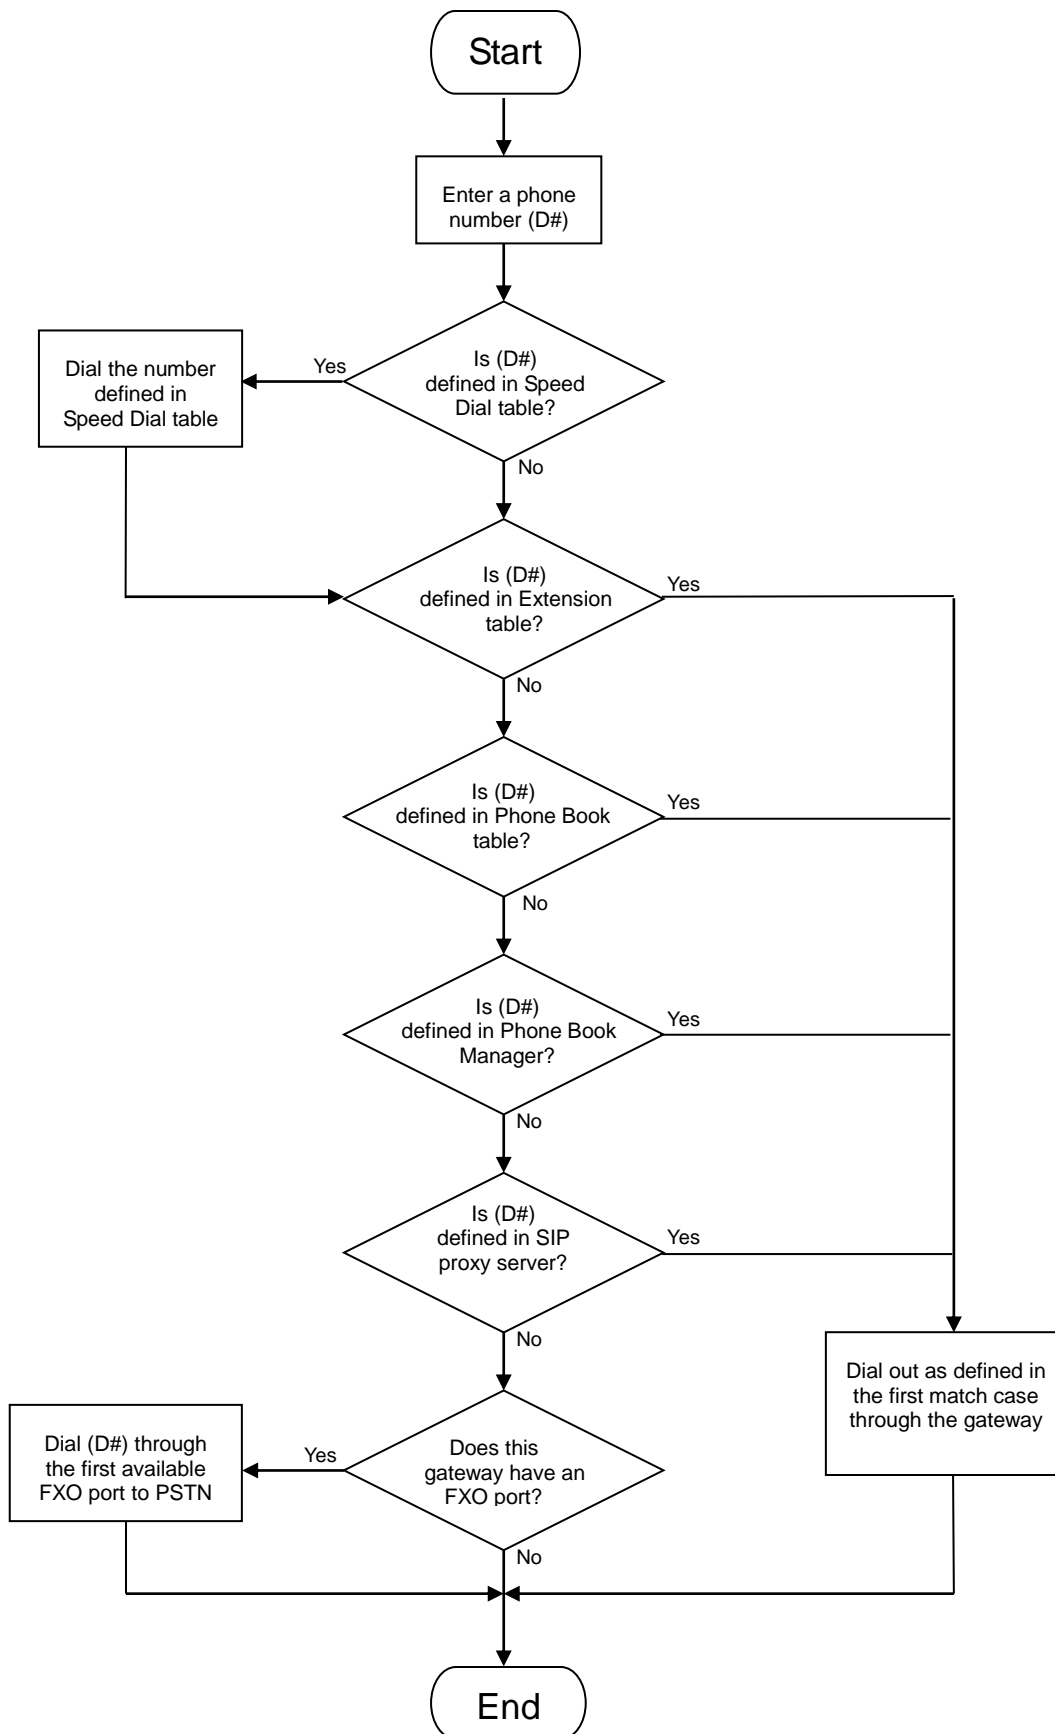 Start
Enter a phone
number (D#)
Is (D#)
defined in Speed
Dial table?
Yes
Dial the number
defined in
Speed Dial table
No
Is (D#)
defined in Extension
table?
Yes
No
Is (D#)
defined in Phone Book
table?
Yes
No
Is (D#)
defined in Phone Book
Manager?
Yes
No
Is (D#)
defined in SIP
proxy server?
Yes
No
Dial out as defined in
the first match case
through the gateway
Does this
gateway have an
FXO port?
Yes
Dial (D#) through
the first available
FXO port to PSTN
No
End